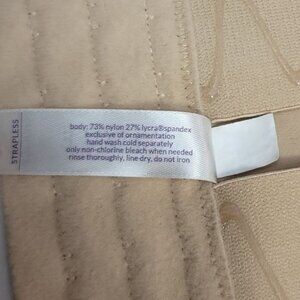 STRAPLESS
body: 73% nylon 27% lycra®spandex
exclusive of ornamentation
hand wash cold separately
only non-chlorine bleach when needed
rinse thoroughly, line dry, do not iron